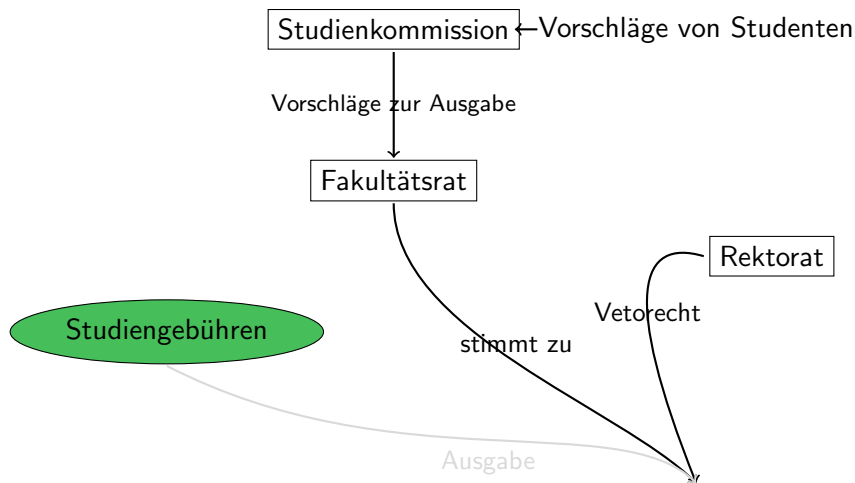 Studienkommission
Vorschläge von Studenten
Vorschläge zur Ausgabe
Fakultätsrat
Rektorat
Vetorecht
Studiengebühren
stimmt zu
Ausgabe